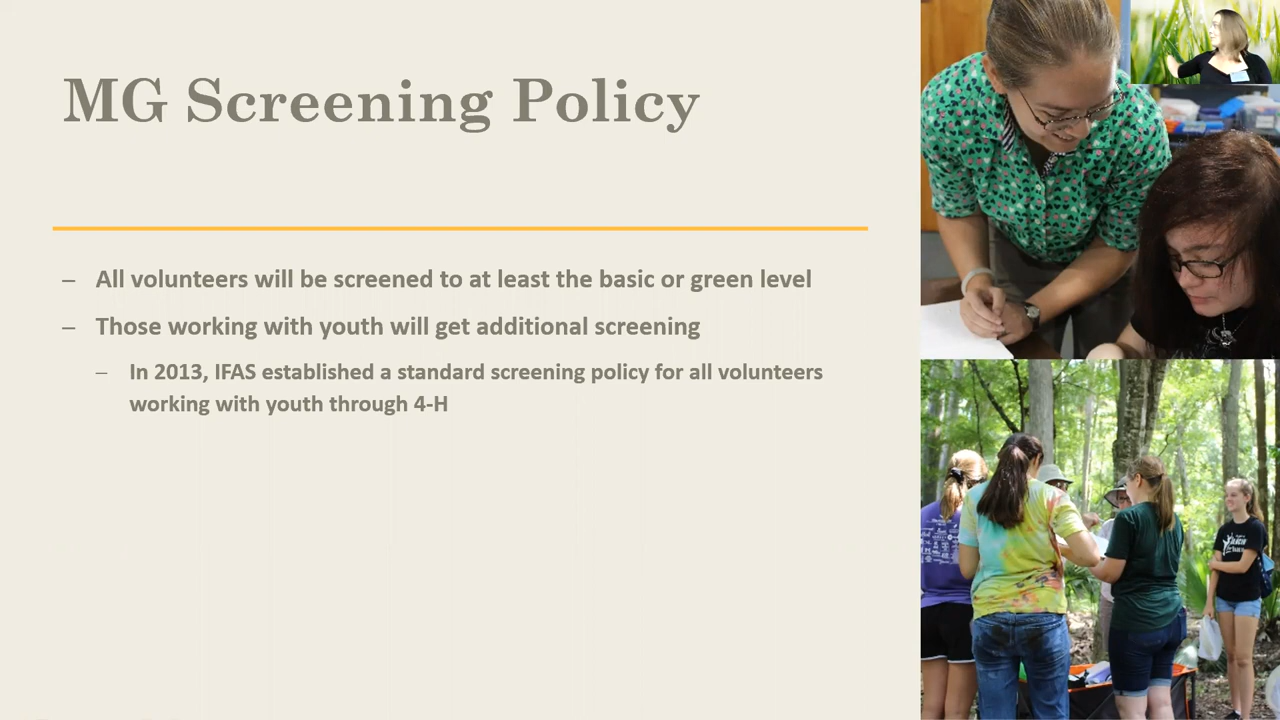 MG Screening Policy
– All volunteers will be screened to at least the basic or green level
– Those working with youth will get additional screening
– In 2013, IFAS established a standard screening policy for all volunteers
working with youth through 4-H